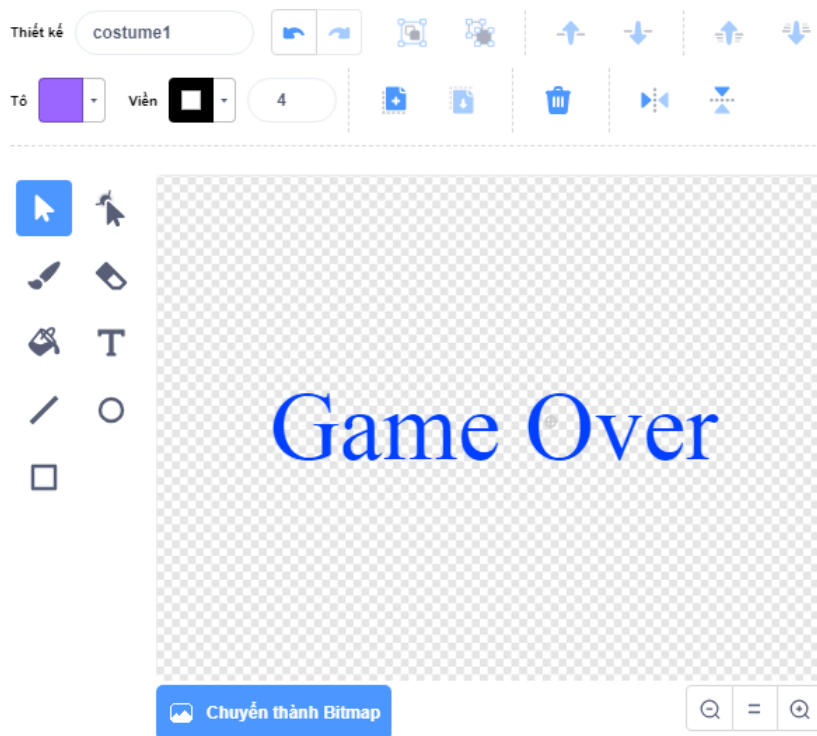 Thiết kế costume1
Tô Viền 4
Game Over
Chuyển thành Bitmap